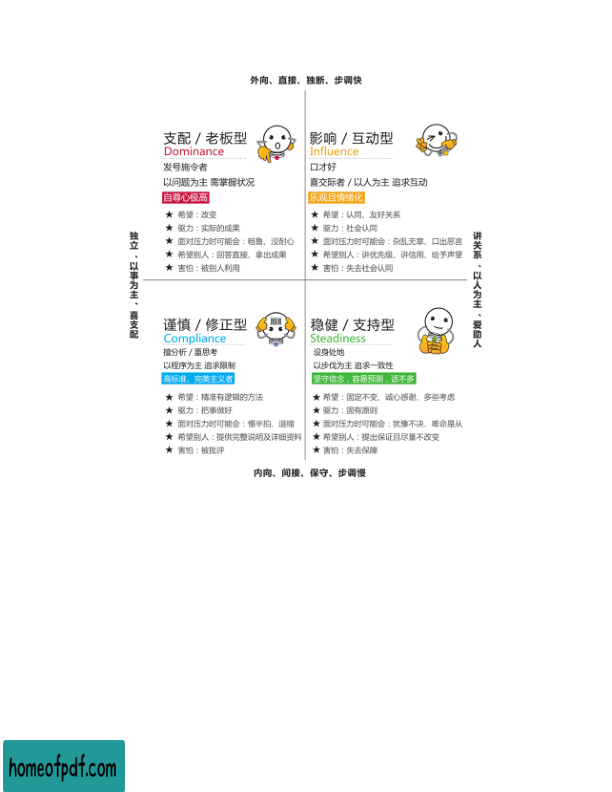 外向、直接、独断、步调快
支配 / 老板型
Dominance
发号施令者
以问题为主 需掌握状况
自尊心极高
★ 希望：改变
★ 驱力：实际的成果
★ 面对压力时可能会：粗鲁、没耐心
★ 希望别人：回答直接、拿出成果
★ 害怕：被别人利用
影响 / 互动型
Influence
口才好
喜交际者 / 以人为主 追求互动
乐观且情绪化
★ 希望：认同、友好关系
★ 驱力：社会认同
★ 面对压力时可能会：杂乱无章、口出恶言
★ 希望别人：讲优先级、讲信用、给予声望
★ 害怕：失去社会认同
独立、以事为主、喜支配
讲关系、以人为主、爱助人
谨慎 / 修正型
Compliance
擅分析 / 重思考
以程序为主 追求限制
高标准、完美主义者
★ 希望：精准有逻辑的方法
★ 驱力：把事做好
★ 面对压力时可能会：慢半拍、退缩
★ 希望别人：提供完整说明及详细资料
★ 害怕：被批评
稳健 / 支持型
Steadiness
设身处地
以步伐为主 追求一致性
坚守信念，容易预测，话不多
★ 希望：固定不变、诚心感谢、多些考虑
★ 驱力：固有原则
★ 面对压力时可能会：犹豫不决、唯命是从
★ 希望别人：提出保证且尽量不改变
★ 害怕：失去保障
内向、间接、保守、步调慢
homeofpdf.com